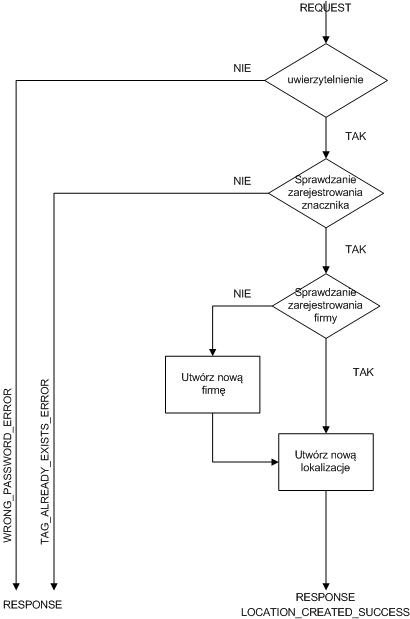 REQUEST
NIE
uwierzytelnienie
TAK
NIE
Sprawdzanie
zarejestrowania
znacznika
TAK
NIE
Sprawdzanie
zarejestrowania
firmy
TAK
Utwórz nową
firmę
Utwórz nową
lokalizacje
WRONG_PASSWORD_ERROR
TAG_ALREADY_EXISTS_ERROR
RESPONSE
RESPONSE
LOCATION_CREATED_SUCCESS